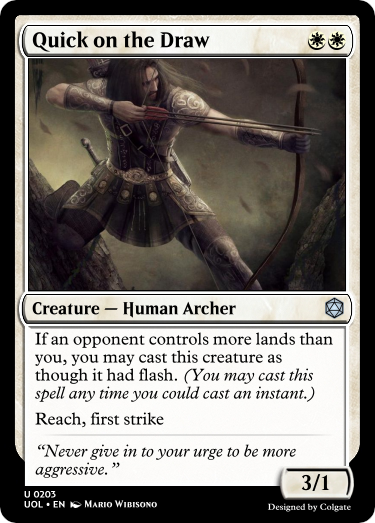 Quick on the Draw
Creature — Human Archer
If an opponent controls more lands than
you, you may cast this creature as
though it had flash. (You may cast this
spell any time you could cast an instant.)
Reach, first strike
“Never give in to your urge to be more
aggressive.”
3/1
U 0203
UOL • EN Mario Wibisono
Designed by Colgate